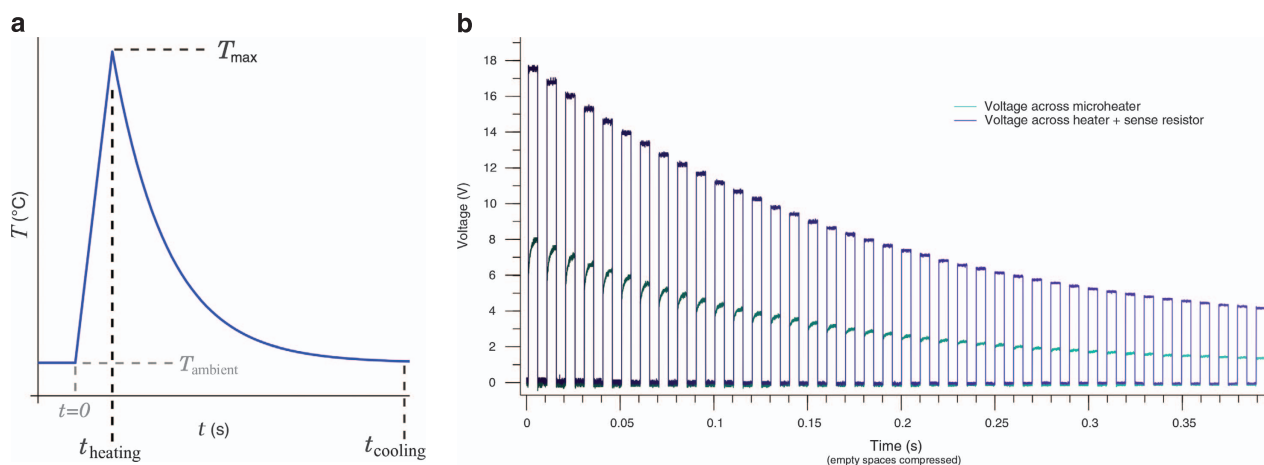 a
T_max
T (°C)
T_ambient
t=0
t (s)
t_heating
t_cooling
b
18
16
14
12
10
8
6
4
2
0
Voltage (V)
Voltage across microheater
Voltage across heater + sense resistor
0
0.05
0.1
0.15
0.2
0.25
0.3
0.35
Time (s)
(empty spaces compressed)